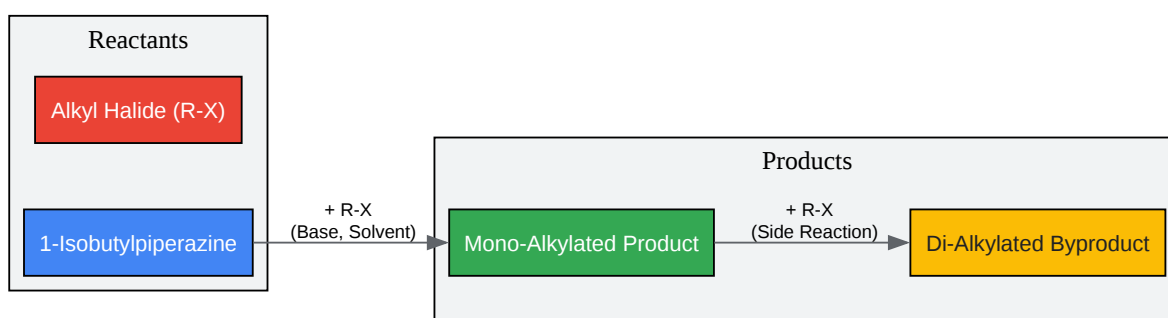 Reactants
Alkyl Halide (R-X)
1-Isobutylpiperazine
+ R-X
(Base, Solvent)
Products
Mono-Alkylated Product
+ R-X
(Side Reaction)
Di-Alkylated Byproduct